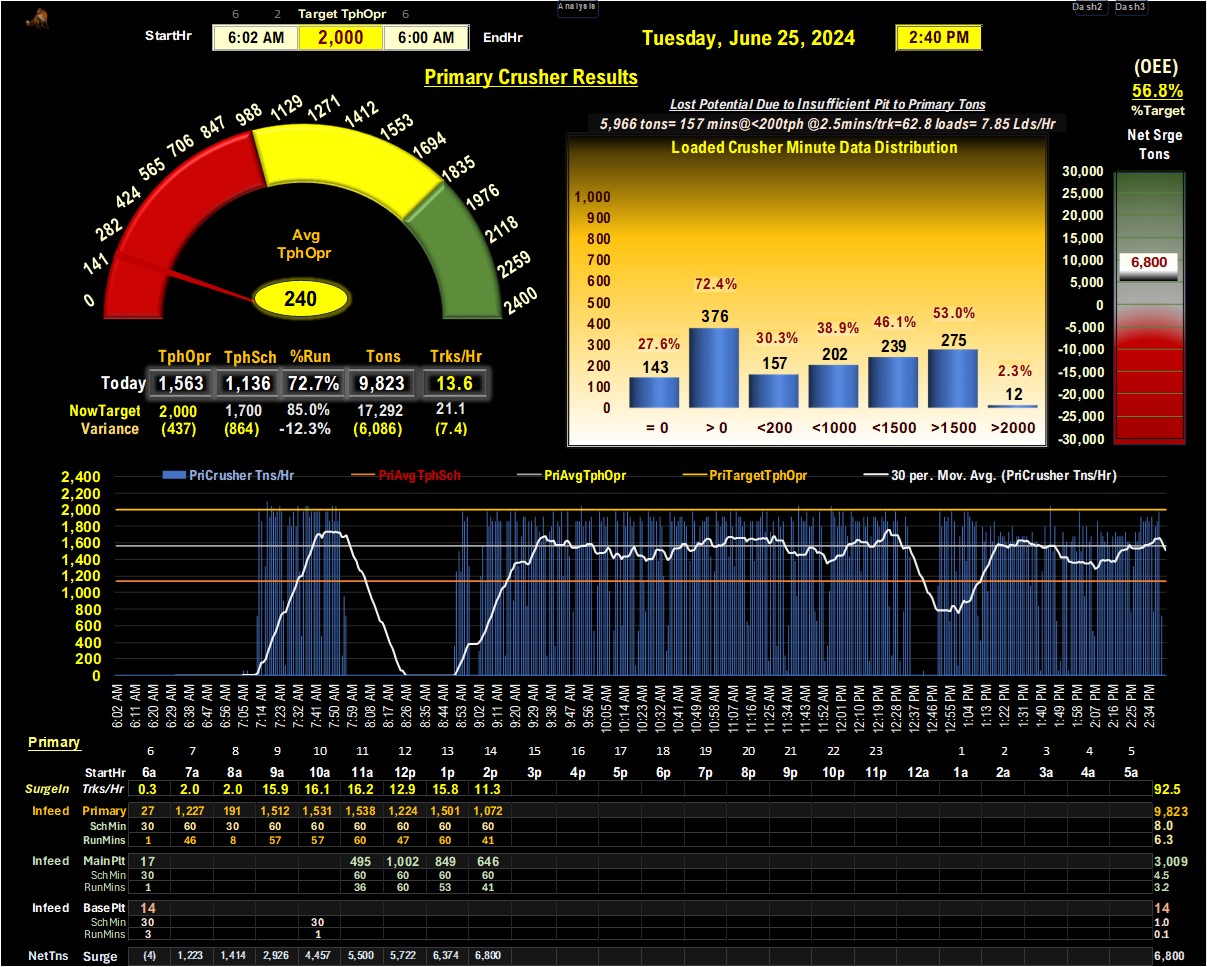 Analysis
Dash2 Dash3
6 2 Target TphOpr 6
StartHr 6:02 AM 2,000 6:00 AM EndHr
Tuesday, June 25, 2024
2:40 PM
Primary Crusher Results
(OEE)
56.8%
%Target
Net Srge
Tons
Lost Potential Due to Insufficient Pit to Primary Tons
5,966 tons= 157 mins@<200tph @2.5mins/trk=62.8 loads= 7.85 Lds/Hr
0
141
282
424
565
706
847
988
1129
1271
1412
1553
1694
1835
1976
2118
2259
2400
Avg
TphOpr
240
Loaded Crusher Minute Data Distribution
1,000
900
800
700
600
500
400
300
200
100
0
27.6% 72.4% 30.3% 38.9% 46.1% 53.0% 2.3%
143 376 157 202 239 275 12
= 0 > 0 <200 <1000 <1500 >1500 >2000
30,000
25,000
20,000
15,000
10,000
5,000
0
-5,000
-10,000
-15,000
-20,000
-25,000
-30,000
6,800
TphOpr TphSch %Run Tons Trks/Hr
Today 1,563 1,136 72.7% 9,823 13.6
NowTarget 2,000 1,700 85.0% 17,292 21.1
Variance (437) (864) -12.3% (6,086) (7.4)
PriCrusher Tns/Hr PriAvgTphSch PriAvgTphOpr PriTargetTphOpr 30 per. Mov. Avg. (PriCrusher Tns/Hr)
2,400
2,200
2,000
1,800
1,600
1,400
1,200
1,000
800
600
400
200
0
6:02 AM 6:11 AM 6:20 AM 6:29 AM 6:38 AM 6:47 AM 6:56 AM 7:05 AM 7:14 AM 7:23 AM 7:32 AM 7:41 AM 7:50 AM 7:59 AM 8:08 AM 8:17 AM 8:26 AM 8:35 AM 8:44 AM 8:53 AM 9:02 AM 9:11 AM 9:20 AM 9:29 AM 9:38 AM 9:47 AM 9:56 AM 10:05 AM 10:14 AM 10:23 AM 10:32 AM 10:41 AM 10:49 AM 10:58 AM 11:07 AM 11:16 AM 11:25 AM 11:34 AM 11:43 AM 11:52 AM 12:01 PM 12:10 PM 12:19 PM 12:28 PM 12:37 PM 12:46 PM 12:55 PM 1:04 PM 1:13 PM 1:22 PM 1:31 PM 1:40 PM 1:49 PM 1:58 PM 2:07 PM 2:16 PM 2:25 PM 2:34 PM
Primary
6 7 8 9 10 11 12 13 14 15 16 17 18 19 20 21 22 23 1 2 3 4 5
StartHr 6a 7a 8a 9a 10a 11a 12p 1p 2p 3p 4p 5p 6p 7p 8p 9p 10p 11p 12a 1a 2a 3a 4a 5a
SurgeIn Trks/Hr 0.3 2.0 2.0 15.9 16.1 16.2 12.9 15.8 11.3 92.5
Infeed Primary 27 1,227 191 1,512 1,531 1,538 1,224 1,501 1,072 9,823
SchMin 30 60 30 60 60 60 60 60 60 8.0
RunMins 1 46 8 57 57 60 47 60 41 6.3
Infeed MainPlt 17 495 1,002 849 646 3,009
SchMin 30 60 60 60 60 4.5
RunMins 1 36 60 53 41 3.2
Infeed BasePlt 14 14
SchMin 30 30 1.0
RunMins 3 1 0.1
NetTns Surge (4) 1,223 1,414 2,926 4,457 5,500 5,722 6,374 6,800 6,800